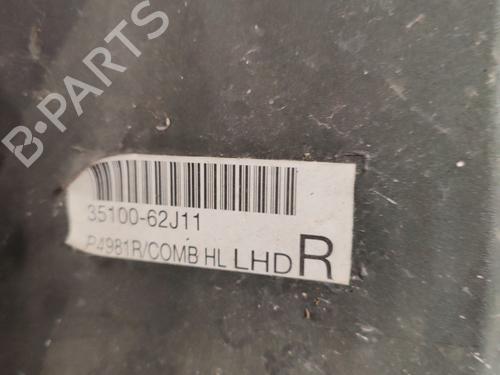 B-PARTS
35100-62J11
P4981R/COMB HL LHD R